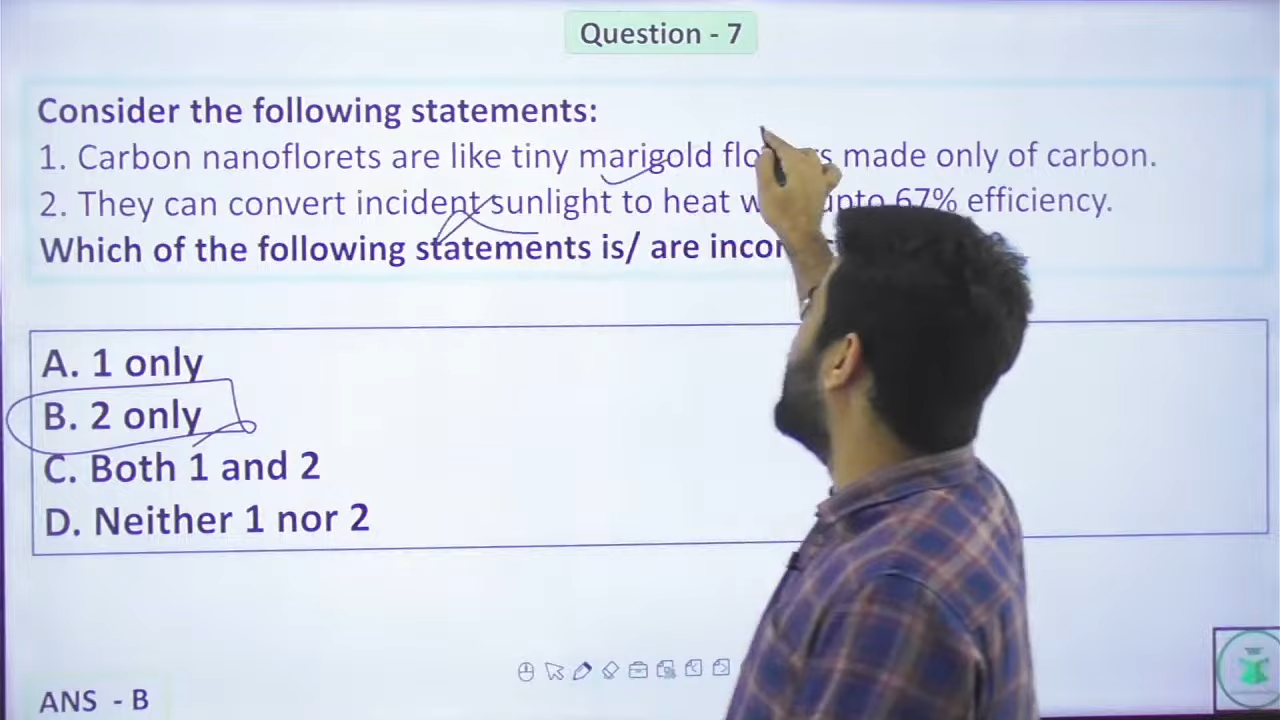 Question - 7
Consider the following statements:
1. Carbon nanoflorets are like tiny marigold made only of carbon.
2. They can convert incident sunlight to heat upto 67% efficiency.
Which of the following statements is/ are
A. 1 only
B. 2 only
C. Both 1 and 2
D. Neither 1 nor 2
ANS - B